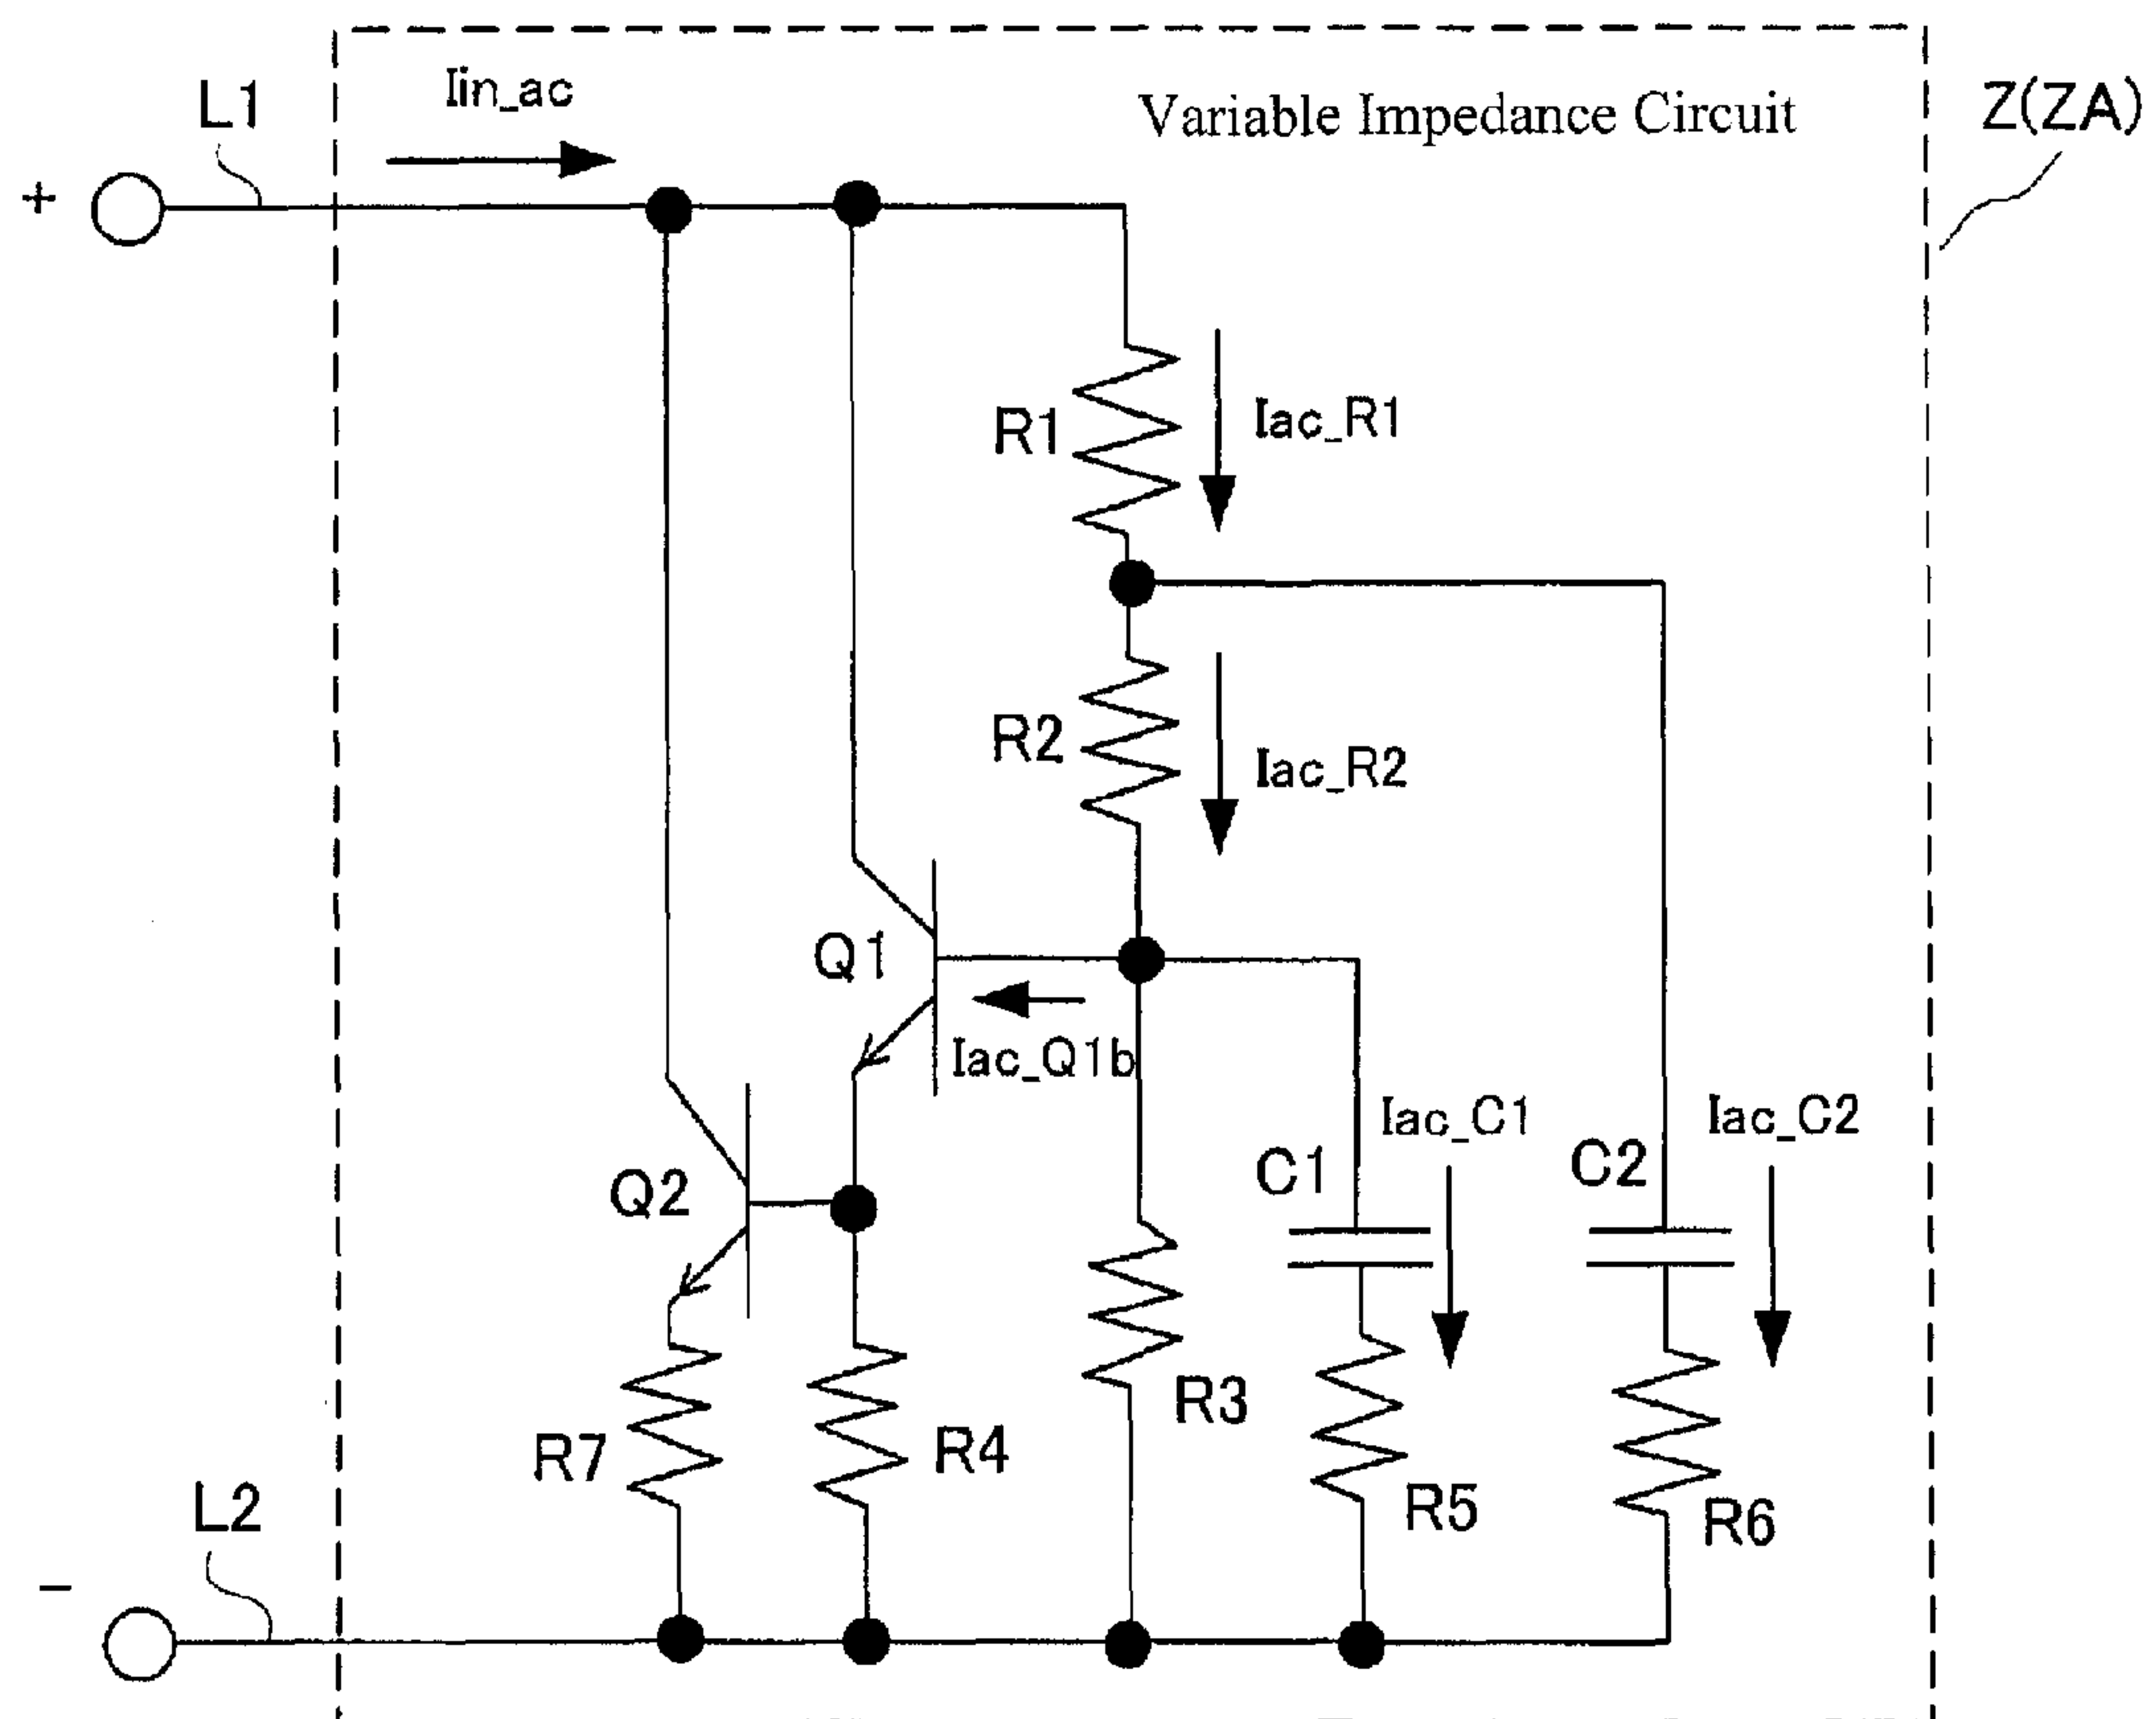 Iin_ac
L1
Variable Impedance Circuit
Z(ZA)
+
R1
Iac_R1
R2
Iac_R2
Q1
Iac_Q1b
Iac_C1
Iac_C2
C1
C2
Q2
R3
R7
R4
R5
R6
L2
−